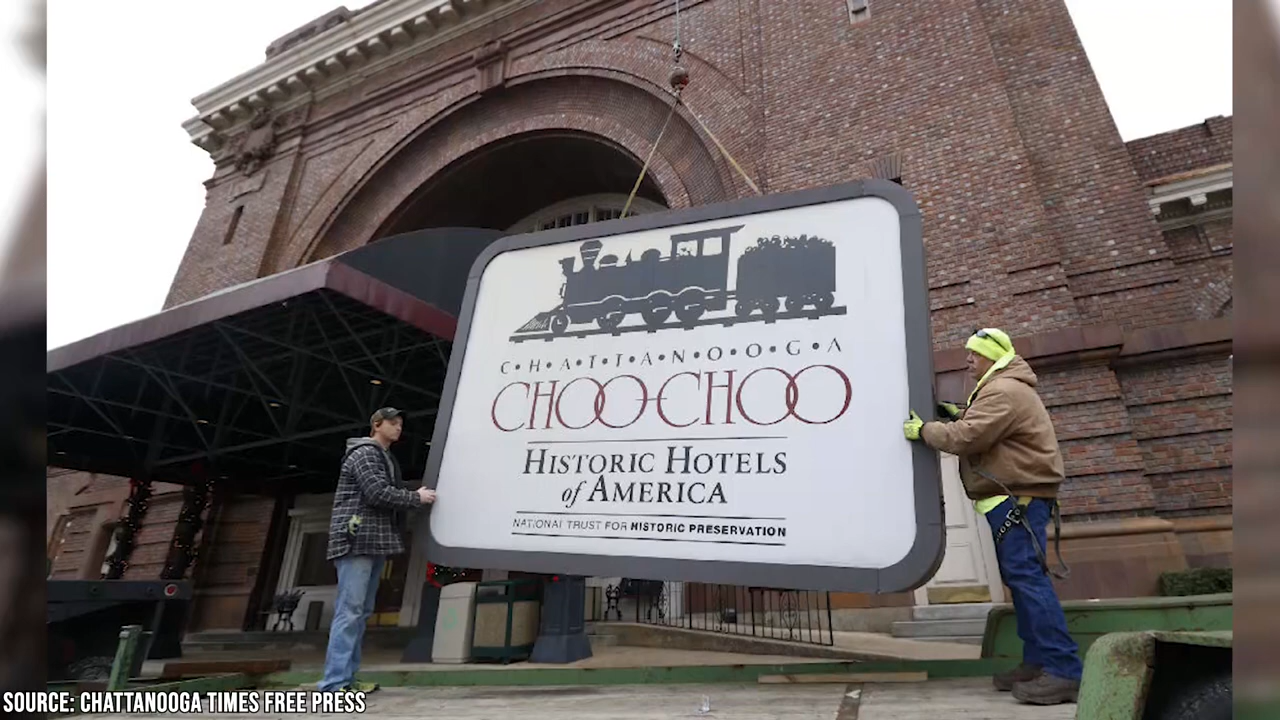 C•H•A•T•T•A•N•O•O•G•A
CHOO-CHOO
HISTORIC HOTELS
of AMERICA
NATIONAL TRUST FOR HISTORIC PRESERVATION
SOURCE: CHATTANOOGA TIMES FREE PRESS